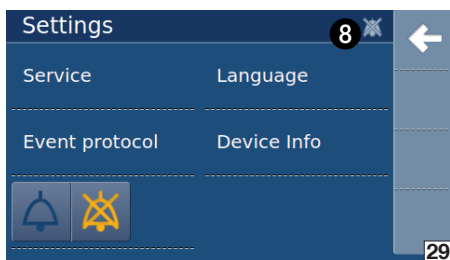 Settings
8
Service Language
Event protocol Device Info
29